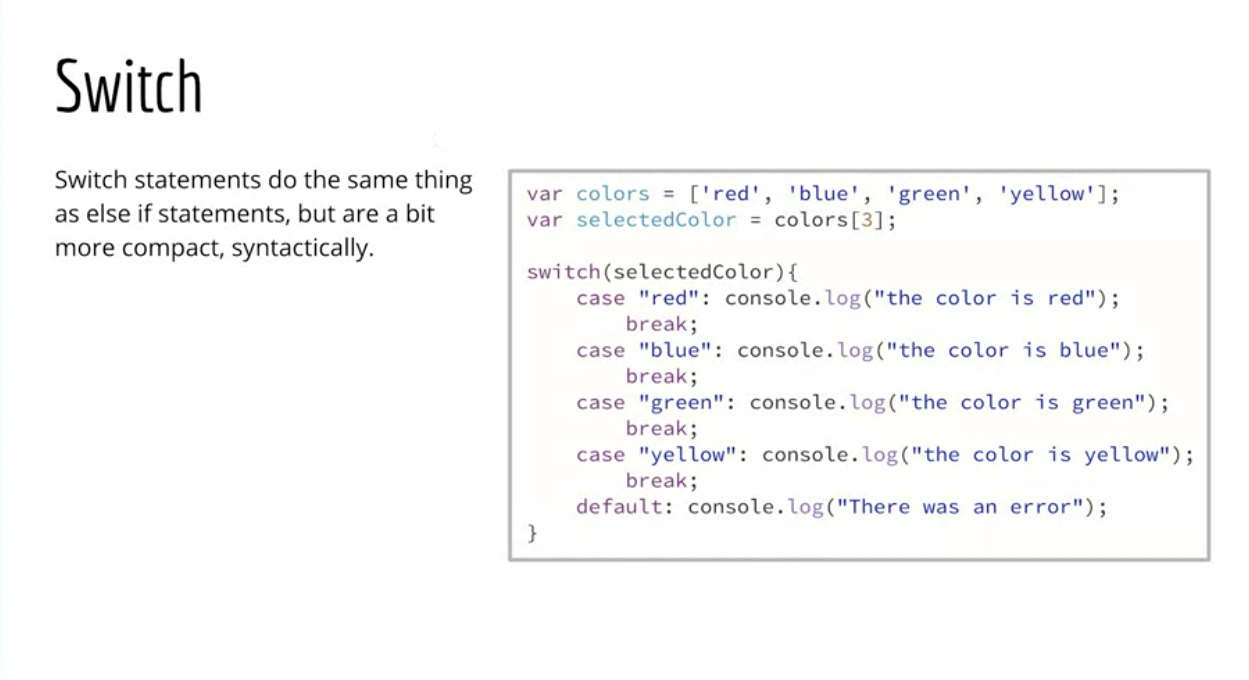 Switch
Switch statements do the same thing
as else if statements, but are a bit
more compact, syntactically.
var colors = ['red', 'blue', 'green', 'yellow'];
var selectedColor = colors[3];
switch(selectedColor){
    case "red": console.log("the color is red");
        break;
    case "blue": console.log("the color is blue");
        break;
    case "green": console.log("the color is green");
        break;
    case "yellow": console.log("the color is yellow");
        break;
    default: console.log("There was an error");
}